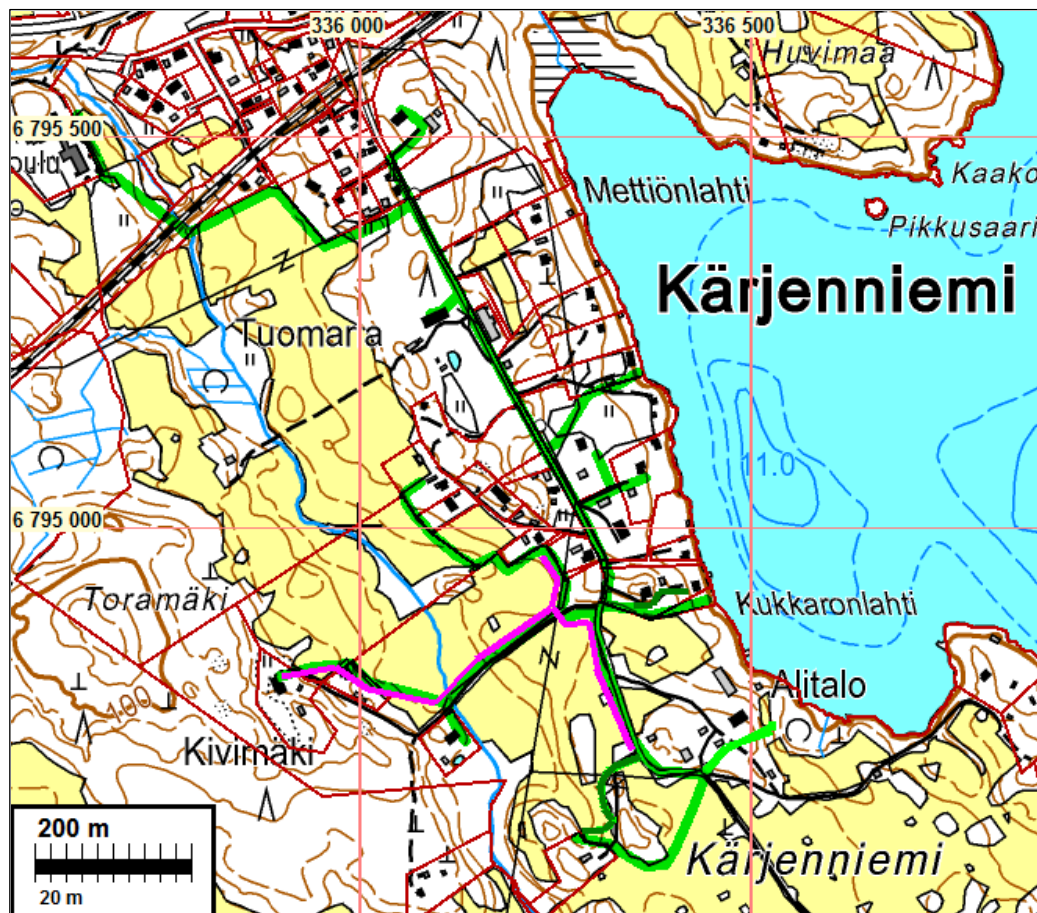 336 000
336 500
Huvimaa
6 795 500
oulu
Mettiönlahti
Kaako
Pikkusaari
Kärjenniemi
Tuomarla
11.0
6 795 000
Toramäki
Kukkaronlahti
100
Alitalo
Kivimäki
200 m
20 m
Kärjenniemi